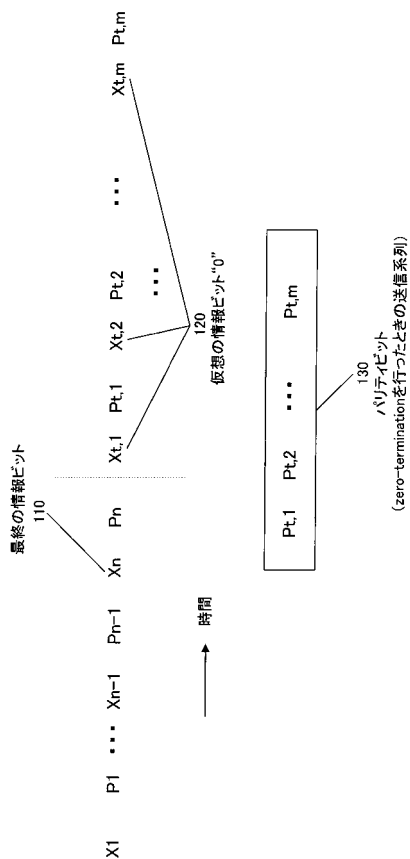 最終の情報ビット
110
X1 P1 ••• Xn−1 Pn−1 Xn Pn Xt,1 Pt,1 Xt,2 Pt,2 ••• Xt,m Pt,m
•••
時間
120
仮想の情報ビット“0”
Pt,1 Pt,2 ••• Pt,m
130
パリティビット
(zero-terminationを行ったときの送信系列)